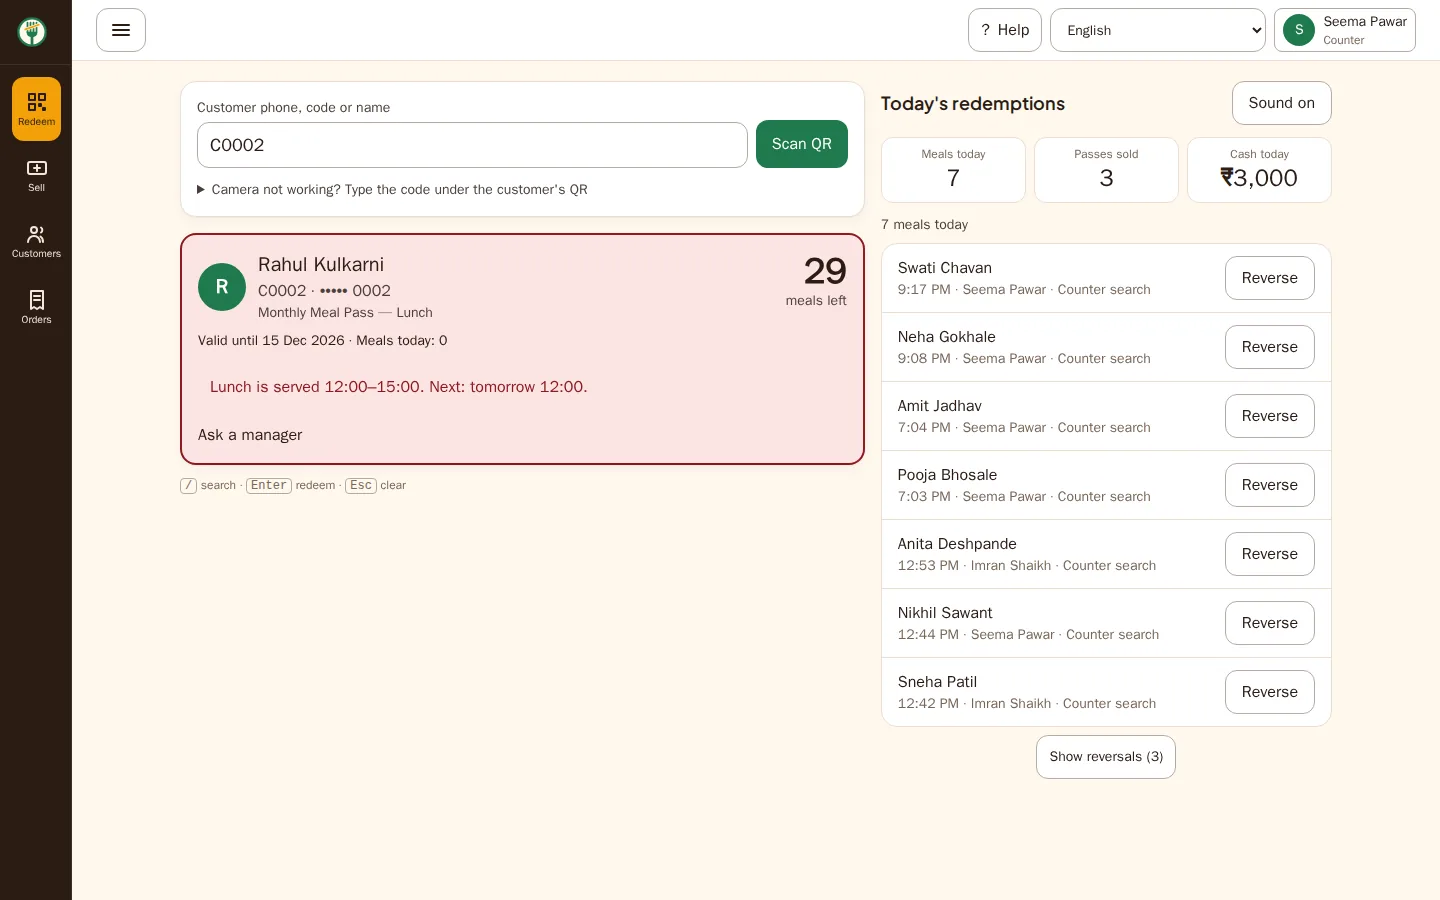 ? Help
English
S
Seema Pawar
Counter
Redeem
Sell
Customers
Orders
Customer phone, code or name
C0002
Scan QR
▶ Camera not working? Type the code under the customer's QR
R
Rahul Kulkarni
C0002 · ••••• 0002
Monthly Meal Pass — Lunch
29
meals left
Valid until 15 Dec 2026 · Meals today: 0
Lunch is served 12:00–15:00. Next: tomorrow 12:00.
Ask a manager
/ search · Enter redeem · Esc clear
Today's redemptions
Sound on
Meals today
7
Passes sold
3
Cash today
₹3,000
7 meals today
Swati Chavan
9:17 PM · Seema Pawar · Counter search
Reverse
Neha Gokhale
9:08 PM · Seema Pawar · Counter search
Reverse
Amit Jadhav
7:04 PM · Seema Pawar · Counter search
Reverse
Pooja Bhosale
7:03 PM · Seema Pawar · Counter search
Reverse
Anita Deshpande
12:53 PM · Imran Shaikh · Counter search
Reverse
Nikhil Sawant
12:44 PM · Seema Pawar · Counter search
Reverse
Sneha Patil
12:42 PM · Imran Shaikh · Counter search
Reverse
Show reversals (3)